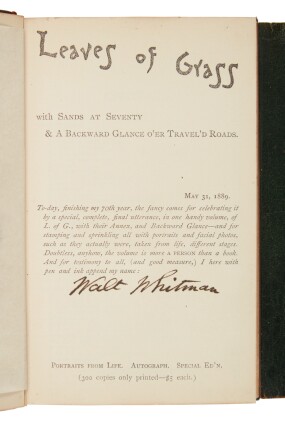 Leaves of Grass
with SANDS AT SEVENTY
& A BACKWARD GLANCE O'ER TRAVEL'D ROADS.
MAY 31, 1889.
To-day, finishing my 70th year, the fancy comes for celebrating it
by a special, complete, final utterance, in one handy volume, of
L. of G., with their Annex, and Backward Glance—and for
stamping and sprinkling all with portraits and facial photos,
such as they actually were, taken from life, different stages.
Doubtless, anyhow, the volume is more A PERSON than a book.
And for testimony to all, (and good measure,) I here with
pen and ink append my name:
Walt Whitman
PORTRAITS FROM LIFE. AUTOGRAPH. SPECIAL ED'N.
(300 copies only printed—$5 each.)